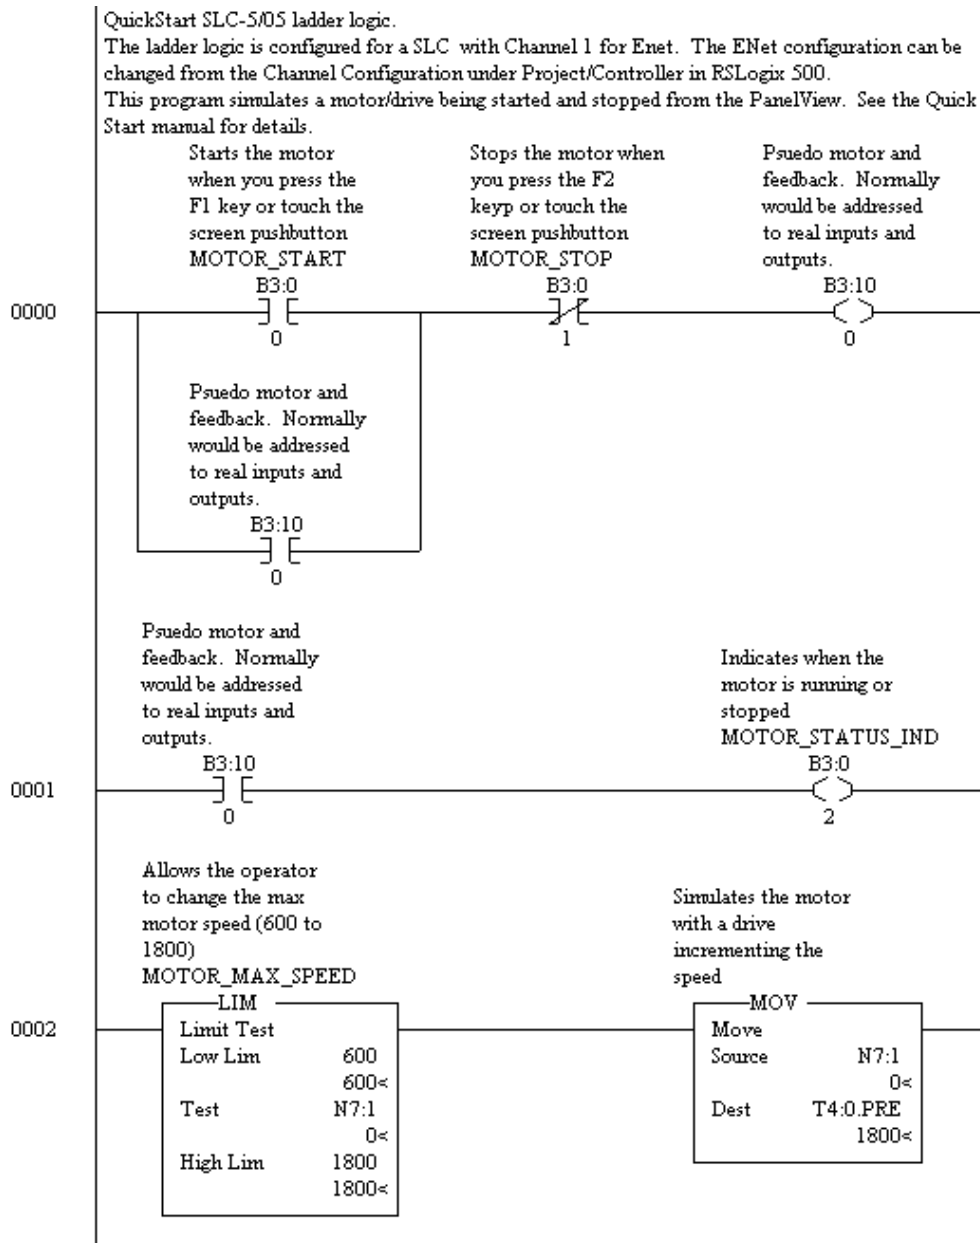 QuickStart SLC-5/05 ladder logic.
The ladder logic is configured for a SLC with Channel 1 for Enet. The ENet configuration can be
changed from the Channel Configuration under Project/Controller in RSLogix 500.
This program simulates a motor/drive being started and stopped from the PanelView. See the Quick
Start manual for details.
Starts the motor
when you press the
F1 key or touch the
screen pushbutton
MOTOR_START
B3:0
0
Stops the motor when
you press the F2
keyp or touch the
screen pushbutton
MOTOR_STOP
B3:0
1
Psuedo motor and
feedback. Normally
would be addressed
to real inputs and
outputs.
B3:10
0
0000
Psuedo motor and
feedback. Normally
would be addressed
to real inputs and
outputs.
B3:10
0
Psuedo motor and
feedback. Normally
would be addressed
to real inputs and
outputs.
B3:10
0
Indicates when the
motor is running or
stopped
MOTOR_STATUS_IND
B3:0
2
0001
Allows the operator
to change the max
motor speed (600 to
1800)
MOTOR_MAX_SPEED
LIM
Limit Test
Low Lim 600
600<
Test N7:1
0<
High Lim 1800
1800<
Simulates the motor
with a drive
incrementing the
speed
MOV
Move
Source N7:1
0<
Dest T4:0.PRE
1800<
0002